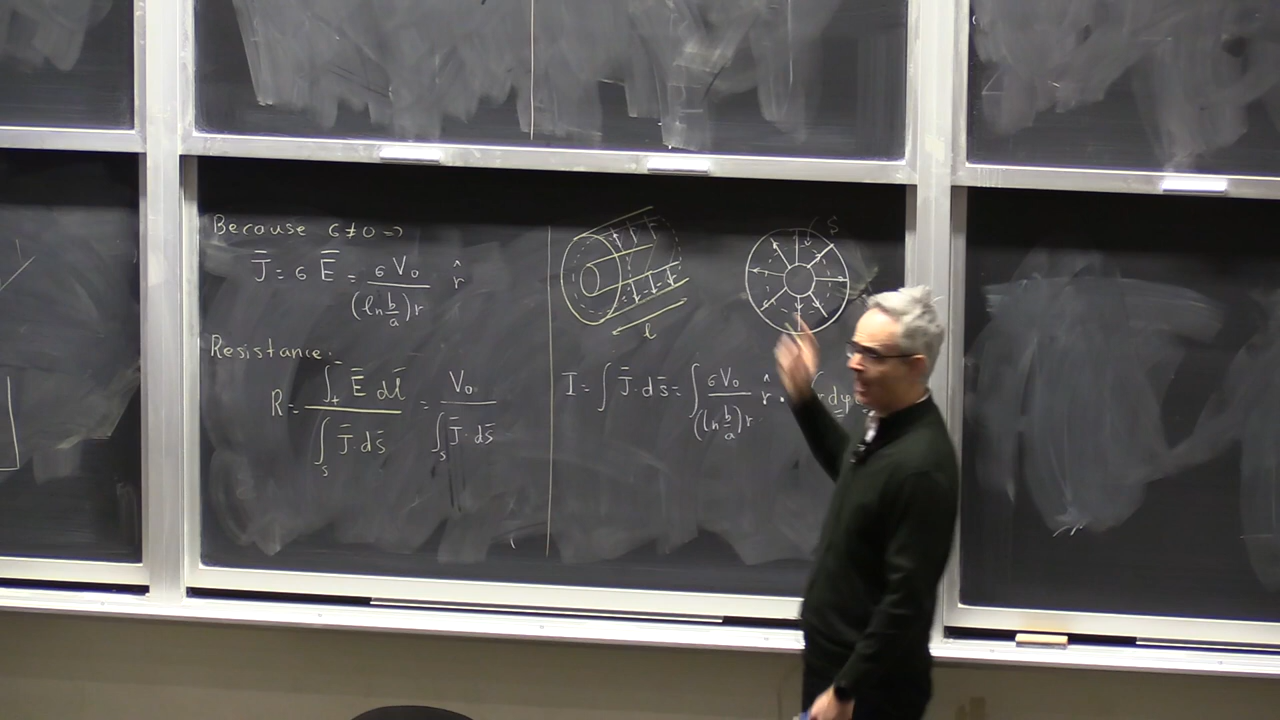 Because σ≠0 ⇒
J̄ = σ Ē = σV₀ / ((ln b/a) r) r̂
Resistance:
R = ∫₊⁻ Ē dl̄ / ∫ₛ J̄·ds̄ = V₀ / ∫ₛ J̄·ds̄
l
S
I = ∫ J̄·ds̄ = ∫ σV₀ / ((ln b/a) r) r̂ · (r dφ